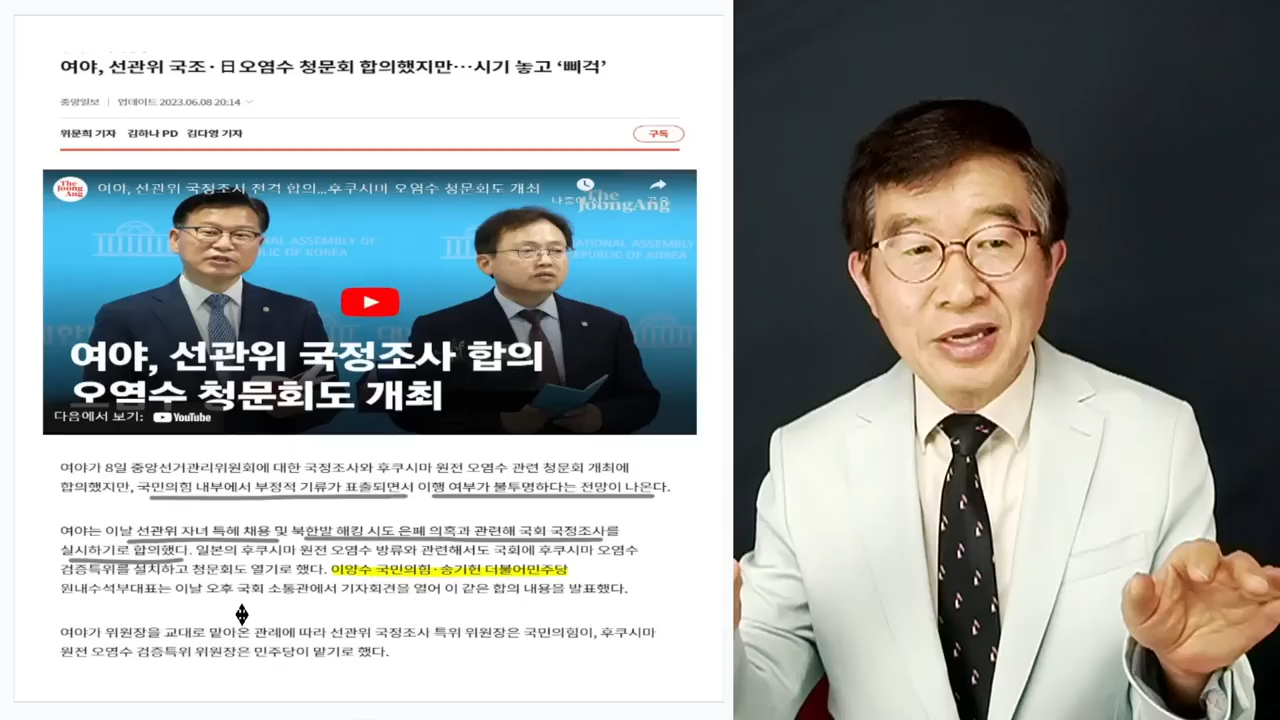 여야, 선관위 국조·日오염수 청문회 합의했지만…시기 놓고 ‘삐걱’
중앙일보 | 업데이트 2023.06.08 20:14
위문희 기자 김하나 PD 김다영 기자
구독
The JoongAng
여야, 선관위 국정조사 전격 합의...후쿠시마 오염수 청문회도 개최
The JoongAng
NATIONAL ASSEMBLY OF
REPUBLIC OF KOREA
여야, 선관위 국정조사 합의
오염수 청문회도 개최
다음에서 보기: YouTube
여야가 8일 중앙선거관리위원회에 대한 국정조사와 후쿠시마 원전 오염수 관련 청문회 개최에
합의했지만, 국민의힘 내부에서 부정적 기류가 표출되면서 이행 여부가 불투명하다는 전망이 나온다.
여야는 이날 선관위 자녀 특혜 채용 및 북한발 해킹 시도 은폐 의혹과 관련해 국회 국정조사를
실시하기로 합의했다. 일본의 후쿠시마 원전 오염수 방류와 관련해서도 국회에 후쿠시마 오염수
검증특위를 설치하고 청문회도 열기로 했다. 이양수 국민의힘·송기헌 더불어민주당
원내수석부대표는 이날 오후 국회 소통관에서 기자회견을 열어 이 같은 합의 내용을 발표했다.
여야가 위원장을 교대로 맡아온 관례에 따라 선관위 국정조사 특위 위원장은 국민의힘이, 후쿠시마
원전 오염수 검증특위 위원장은 민주당이 맡기로 했다.